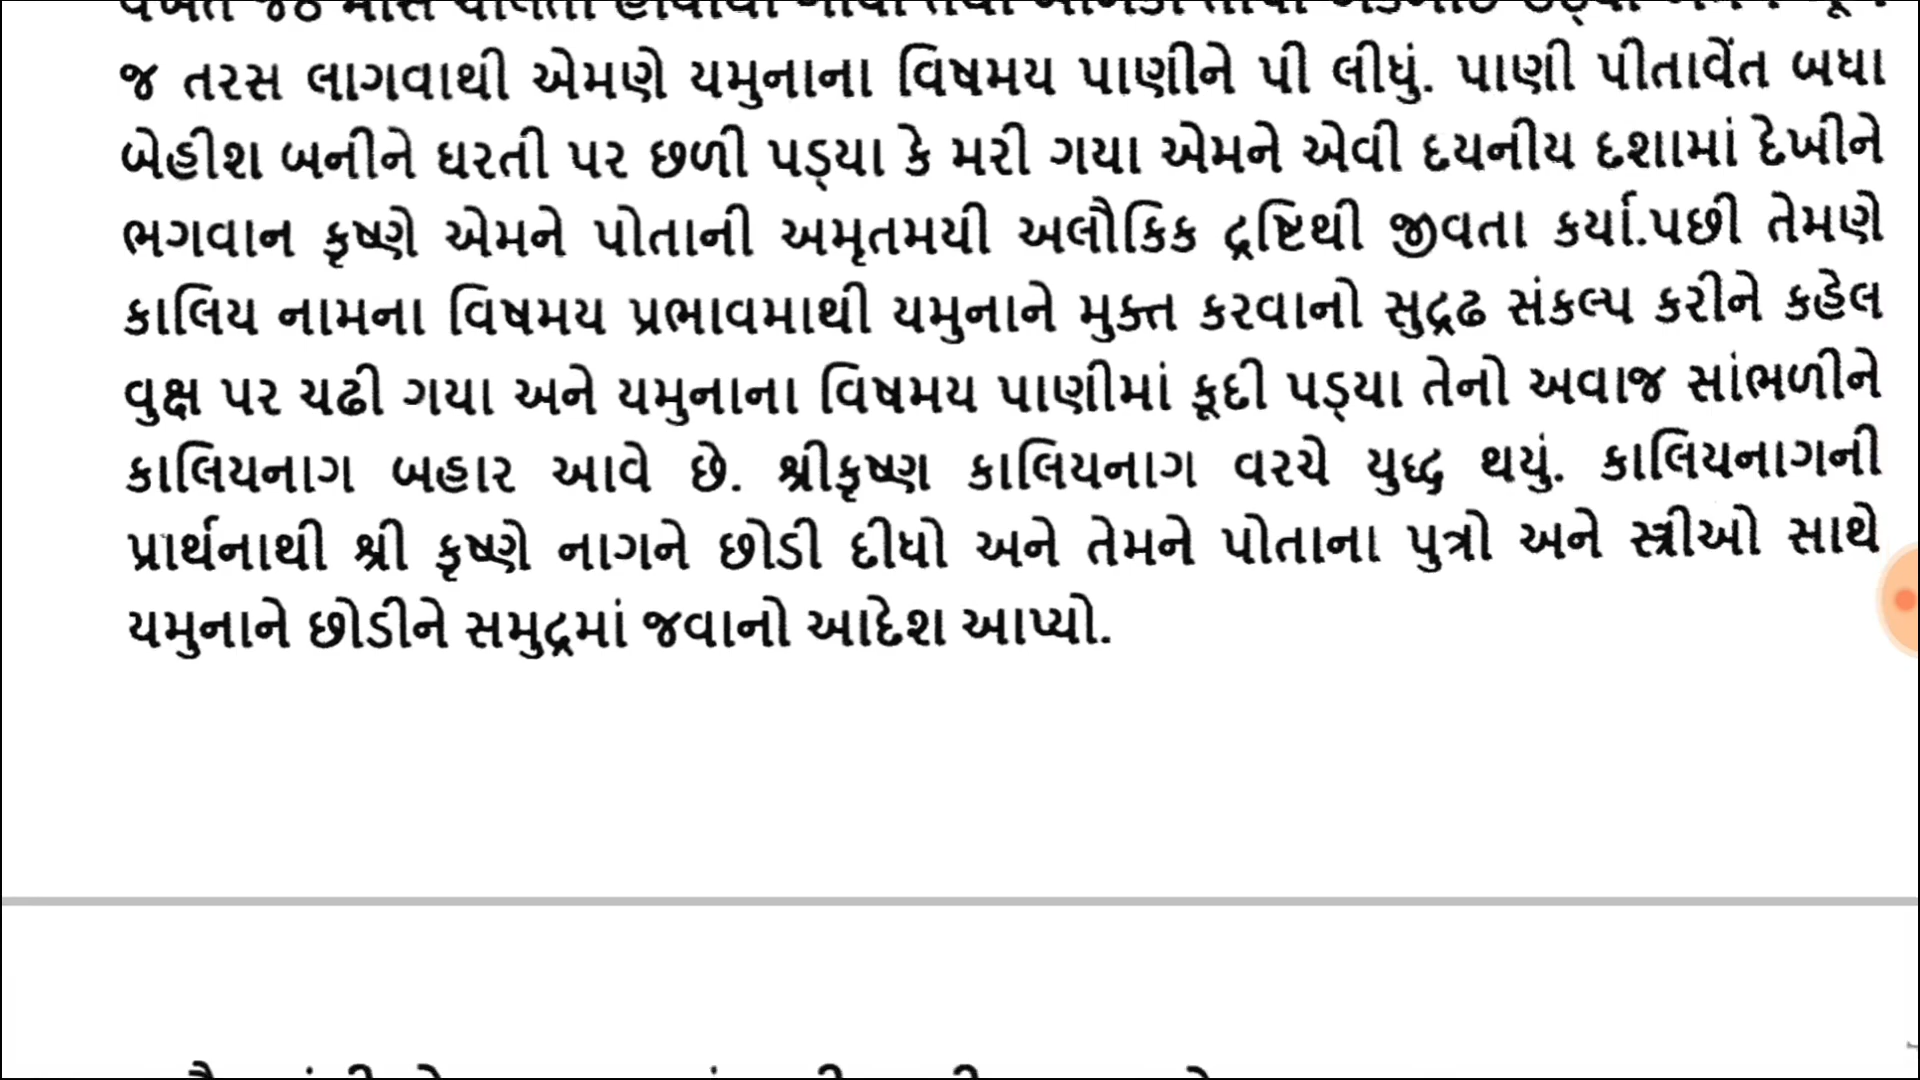 જ તરસ લાગવાથી એમણે યમુનાના વિષમય પાણીને પી લીધું. પાણી પીતાવેંત બધા
બેહીશ બનીને ધરતી પર છળી પડ્યા કે મરી ગયા એમને એવી દયનીય દશામાં દેખીને
ભગવાન કૃષ્ણે એમને પોતાની અમૃતમયી અલૌકિક દ્રષ્ટિથી જીવતા કર્યા.પછી તેમણે
કાલિય નામના વિષમય પ્રભાવમાથી યમુનાને મુક્ત કરવાનો સુદ્રઢ સંકલ્પ કરીને કહેલ
વુક્ષ પર ચઢી ગયા અને યમુનાના વિષમય પાણીમાં કૂદી પડ્યા તેનો અવાજ સાંભળીને
કાલિયનાગ બહાર આવે છે. શ્રીકૃષ્ણ કાલિયનાગ વરચે યુધ્ધ થયું. કાલિયનાગની
પ્રાર્થનાથી શ્રી કૃષ્ણે નાગને છોડી દીધો અને તેમને પોતાના પુત્રો અને સ્ત્રીઓ સાથે
યમુનાને છોડીને સમુદ્રમાં જવાનો આદેશ આપ્યો.